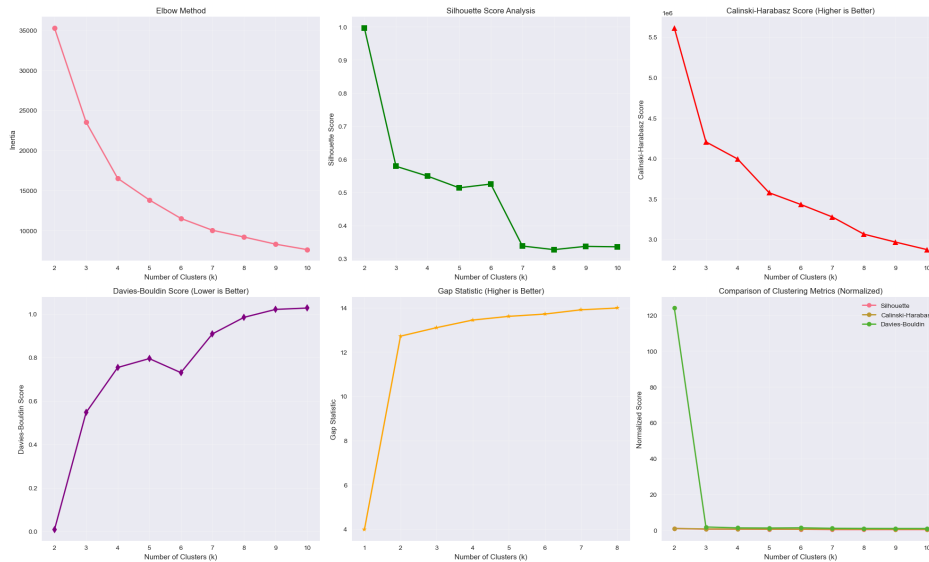 Elbow Method
35000
30000
25000
20000
15000
10000
Inertia
2 3 4 5 6 7 8 9 10
Number of Clusters (k)
Silhouette Score Analysis
1.0
0.9
0.8
0.7
0.6
0.5
0.4
0.3
Silhouette Score
2 3 4 5 6 7 8 9 10
Number of Clusters (k)
Calinski-Harabasz Score (Higher is Better)
1e6
5.5
5.0
4.5
4.0
3.5
3.0
Calinski-Harabasz Score
2 3 4 5 6 7 8 9 10
Number of Clusters (k)
Davies-Bouldin Score (Lower is Better)
1.0
0.8
0.6
0.4
0.2
0.0
Davies-Bouldin Score
2 3 4 5 6 7 8 9 10
Number of Clusters (k)
Gap Statistic (Higher is Better)
14
12
10
8
6
4
Gap Statistic
1 2 3 4 5 6 7 8
Number of Clusters (k)
Comparison of Clustering Metrics (Normalized)
Silhouette
Calinski-Harabasz
Davies-Bouldin
120
100
80
60
40
20
0
Normalized Score
2 3 4 5 6 7 8 9 10
Number of Clusters (k)